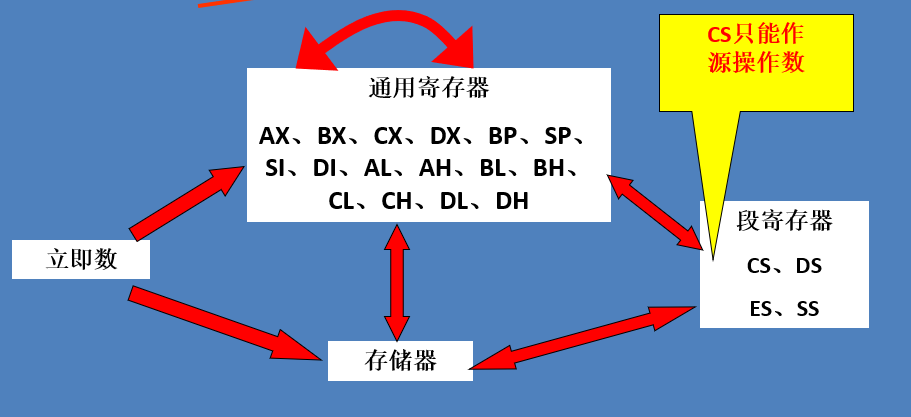 CS只能作
源操作数
通用寄存器
AX、BX、CX、DX、BP、SP、
SI、DI、AL、AH、BL、BH、
CL、CH、DL、DH
立即数
段寄存器
CS、DS
ES、SS
存储器